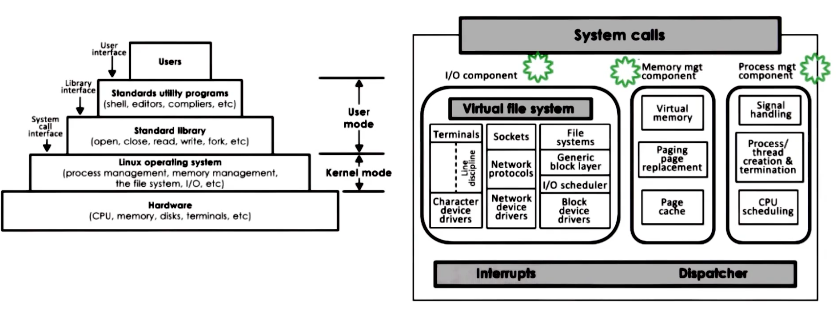 User
interface
Users
Library
interface
Standards utility programs
(shell, editors, compliers, etc)
System
call
interface
Standard library
(open, close, read, write, fork, etc)
User
mode
Linux operating system
(process management, memory management,
the file system, I/O, etc)
Kernel mode
Hardware
(CPU, memory, disks, terminals, etc)
System calls
I/O component
Memory mgt
component
Process mgt
component
Virtual file system
Terminals
Line
discipline
Character
device
drivers
Sockets
Network
protocols
Network
device
drivers
File
systems
Generic
block layer
I/O scheduler
Block
device
drivers
Virtual
memory
Paging
page
replacement
Page
cache
Signal
handling
Process/
thread
creation &
termination
CPU
scheduling
Interrupts
Dispatcher